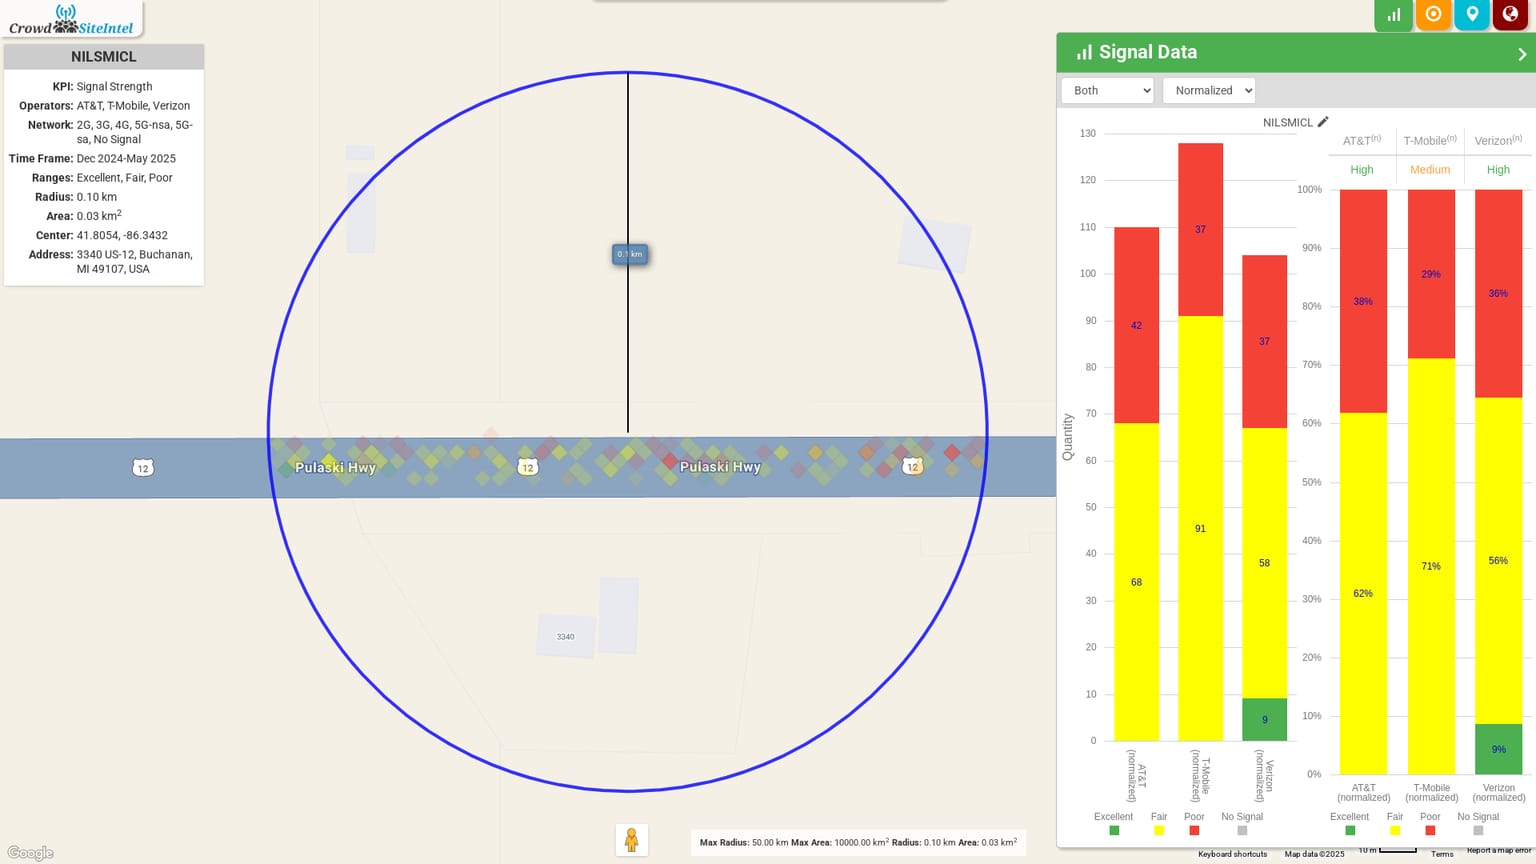 Crowd SiteIntel
NILSMICL
KPI: Signal Strength
Operators: AT&T, T-Mobile, Verizon
Network: 2G, 3G, 4G, 5G-nsa, 5G-
sa, No Signal
Time Frame: Dec 2024-May 2025
Ranges: Excellent, Fair, Poor
Radius: 0.10 km
Area: 0.03 km²
Center: 41.8054, -86.3432
Address: 3340 US-12, Buchanan,
MI 49107, USA
0.1 km
12
Pulaski Hwy
12
Pulaski Hwy
12
3340
Google
Max Radius: 50.00 km Max Area: 10000.00 km² Radius: 0.10 km Area: 0.03 km²
Signal Data
Both
Normalized
NILSMICL
Quantity
130
120
110
100
90
80
70
60
50
40
30
20
10
0
42
68
37
91
37
58
9
AT&T
(normalized)
T-Mobile
(normalized)
Verizon
(normalized)
Excellent Fair Poor No Signal
AT&T(n) T-Mobile(n) Verizon(n)
High Medium High
100%
90%
80%
70%
60%
50%
40%
30%
20%
10%
0%
38%
62%
29%
71%
36%
56%
9%
AT&T
(normalized)
T-Mobile
(normalized)
Verizon
(normalized)
Excellent Fair Poor No Signal
Keyboard shortcuts Map data ©2025 10 m Terms Report a map error